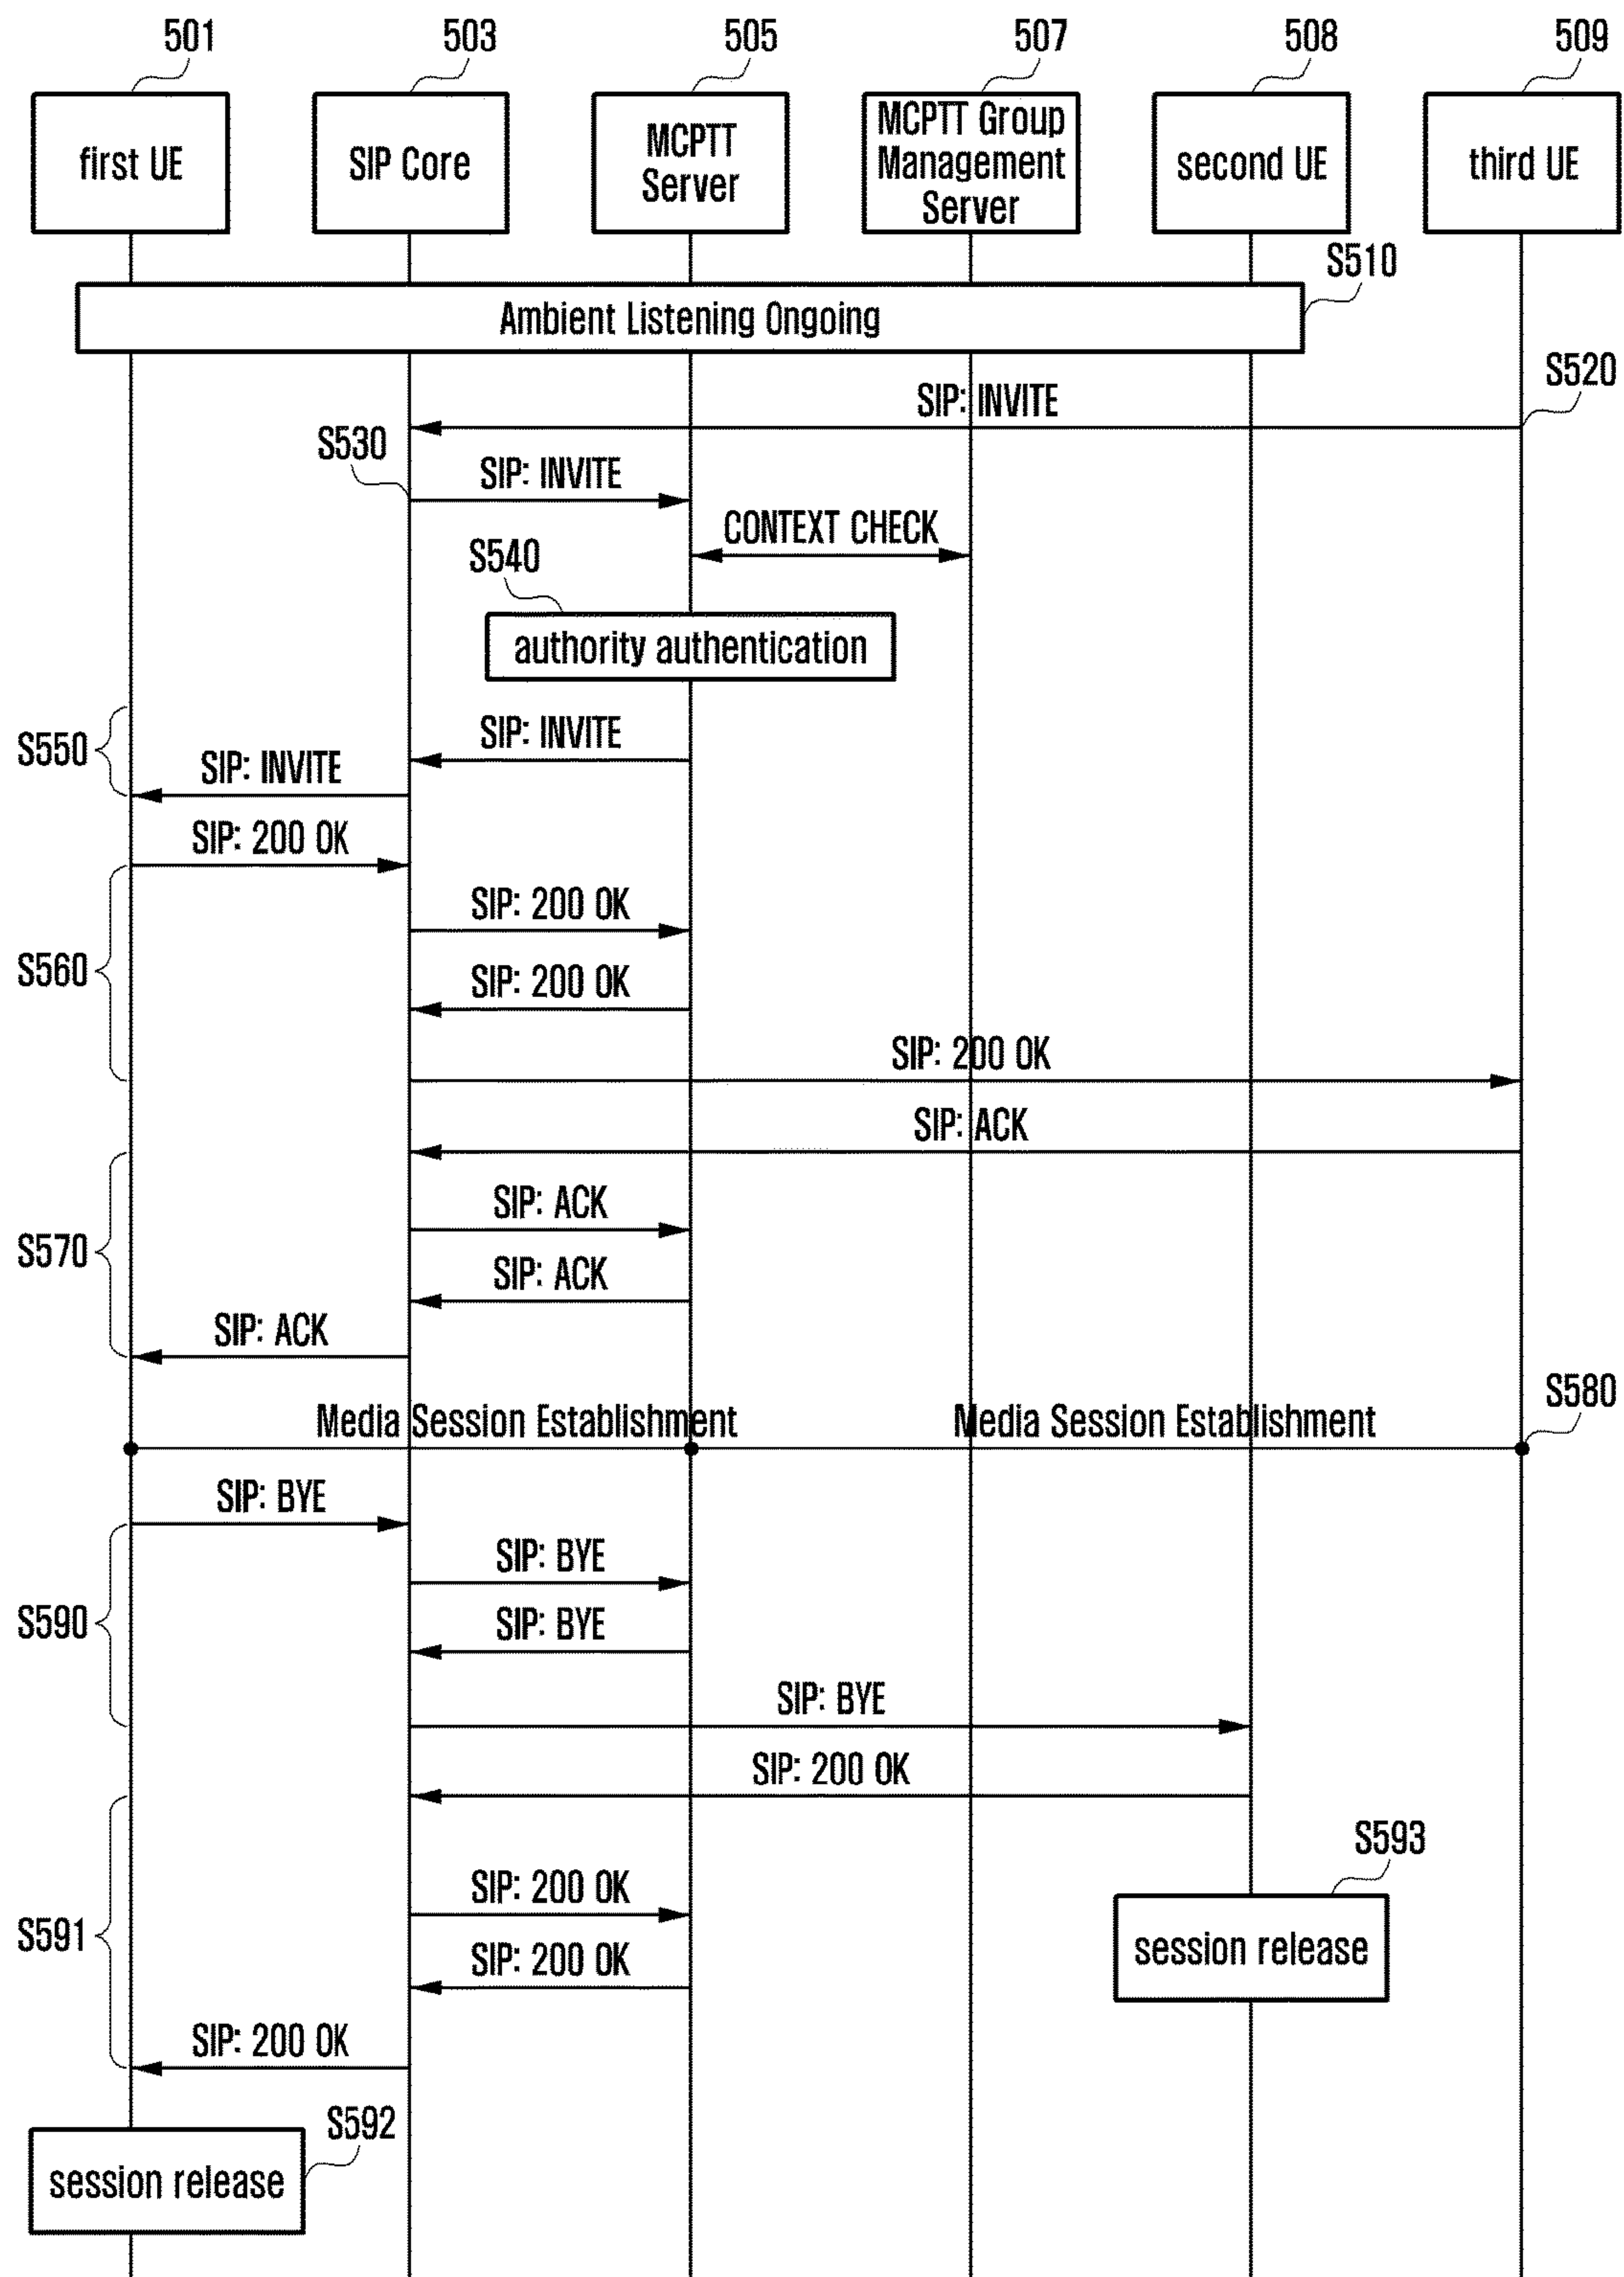 501
503
505
507
508
509
first UE
SIP Core
MCPTT
Server
MCPTT Group
Management
Server
second UE
third UE
S510
Ambient Listening Ongoing
S520
SIP: INVITE
S530
SIP: INVITE
CONTEXT CHECK
S540
authority authentication
S550
SIP: INVITE
SIP: INVITE
SIP: 200 OK
SIP: 200 OK
S560
SIP: 200 OK
SIP: 200 OK
SIP: ACK
SIP: ACK
S570
SIP: ACK
SIP: ACK
S580
Media Session Establishment
Media Session Establishment
SIP: BYE
SIP: BYE
S590
SIP: BYE
SIP: BYE
SIP: 200 OK
S593
SIP: 200 OK
S591
session release
SIP: 200 OK
SIP: 200 OK
S592
session release